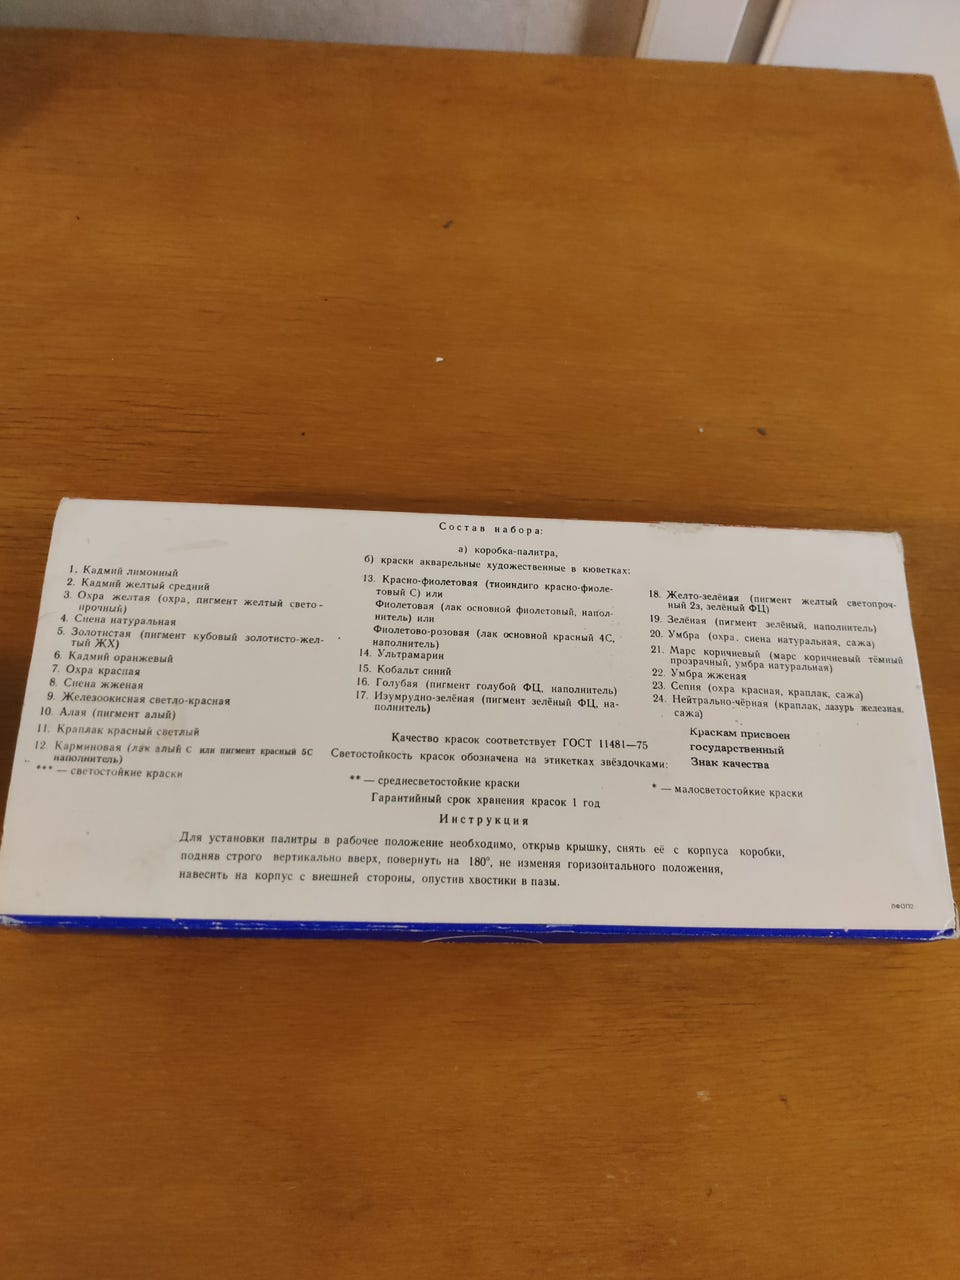 Состав набора:
а) коробка-палитра,
б) краски акварельные художественные в кюветках:
1. Кадмий лимонный
2. Кадмий желтый средний
3. Охра желтая (охра, пигмент желтый свето-
прочный)
4. Сиена натуральная
5. Золотистая (пигмент кубовый золотисто-жел-
тый ЖХ)
6. Кадмий оранжевый
7. Охра красная
8. Сиена жженая
9. Железоокисная светло-красная
10. Алая (пигмент алый)
11. Краплак красный светлый
12. Карминовая (лак алый С или пигмент красный 5С
наполнитель)
13. Красно-фиолетовая (тиоиндиго красно-фиоле-
товый С) или
Фиолетовая (лак основной фиолетовый, напол-
нитель) или
Фиолетово-розовая (лак основной красный 4С,
наполнитель)
14. Ультрамарин
15. Кобальт синий
16. Голубая (пигмент голубой ФЦ, наполнитель)
17. Изумрудно-зелёная (пигмент зелёный ФЦ, на-
полнитель)
18. Желто-зелёная (пигмент желтый светопроч-
ный 2з, зелёный ФЦ)
19. Зелёная (пигмент зелёный, наполнитель)
20. Умбра (охра, сиена натуральная, сажа)
21. Марс коричневый (марс коричневый тёмный
прозрачный, умбра натуральная)
22. Умбра жженая
23. Сепия (охра красная, краплак, сажа)
24. Нейтрально-чёрная (краплак, лазурь железная,
сажа)
Качество красок соответствует ГОСТ 11481—75
Светостойкость красок обозначена на этикетках звёздочками:
Краскам присвоен
государственный
Знак качества
*** — светостойкие краски
** — среднесветостойкие краски
* — малосветостойкие краски
Гарантийный срок хранения красок 1 год
Инструкция
Для установки палитры в рабочее положение необходимо, открыв крышку, снять её с корпуса коробки,
подняв строго вертикально вверх, повернуть на 180°, не изменяя горизонтального положения,
навесить на корпус с внешней стороны, опустив хвостики в пазы.